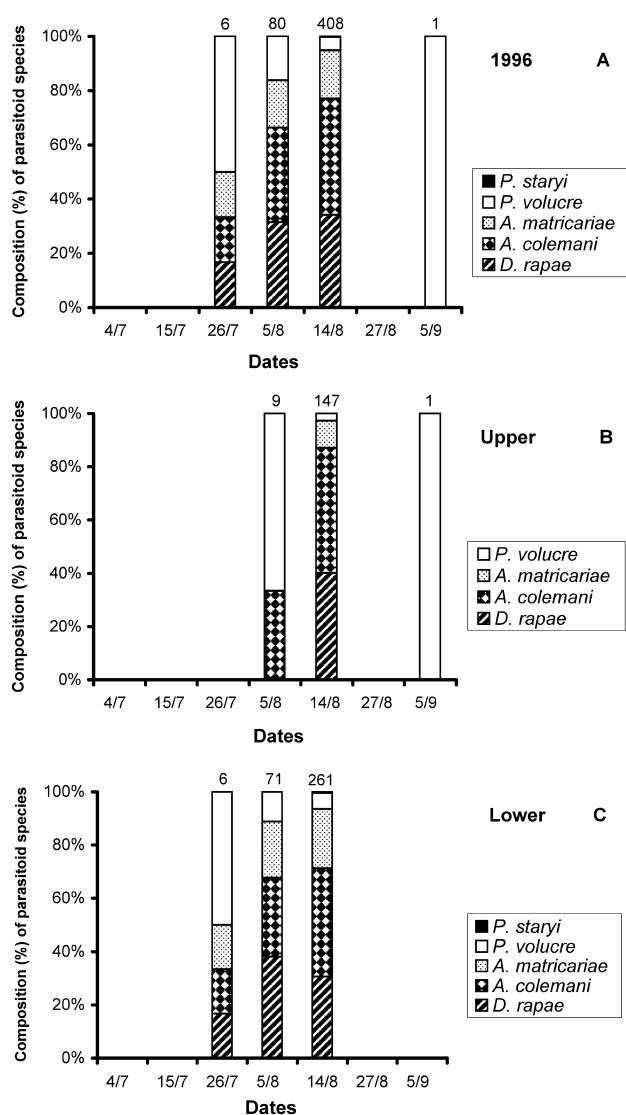 6 80 408 1
1996 A
Composition (%) of parasitoid species
100%
80%
60%
40%
20%
0%
P. staryi
P. volucre
A. matricariae
A. colemani
D. rapae
4/7 15/7 26/7 5/8 14/8 27/8 5/9
Dates
9 147 1
Upper B
Composition (%) of parasitoid species
100%
80%
60%
40%
20%
0%
P. volucre
A. matricariae
A. colemani
D. rapae
4/7 15/7 26/7 5/8 14/8 27/8 5/9
Dates
6 71 261
Lower C
Composition (%) of parasitoid species
100%
80%
60%
40%
20%
0%
P. staryi
P. volucre
A. matricariae
A. colemani
D. rapae
4/7 15/7 26/7 5/8 14/8 27/8 5/9
Dates